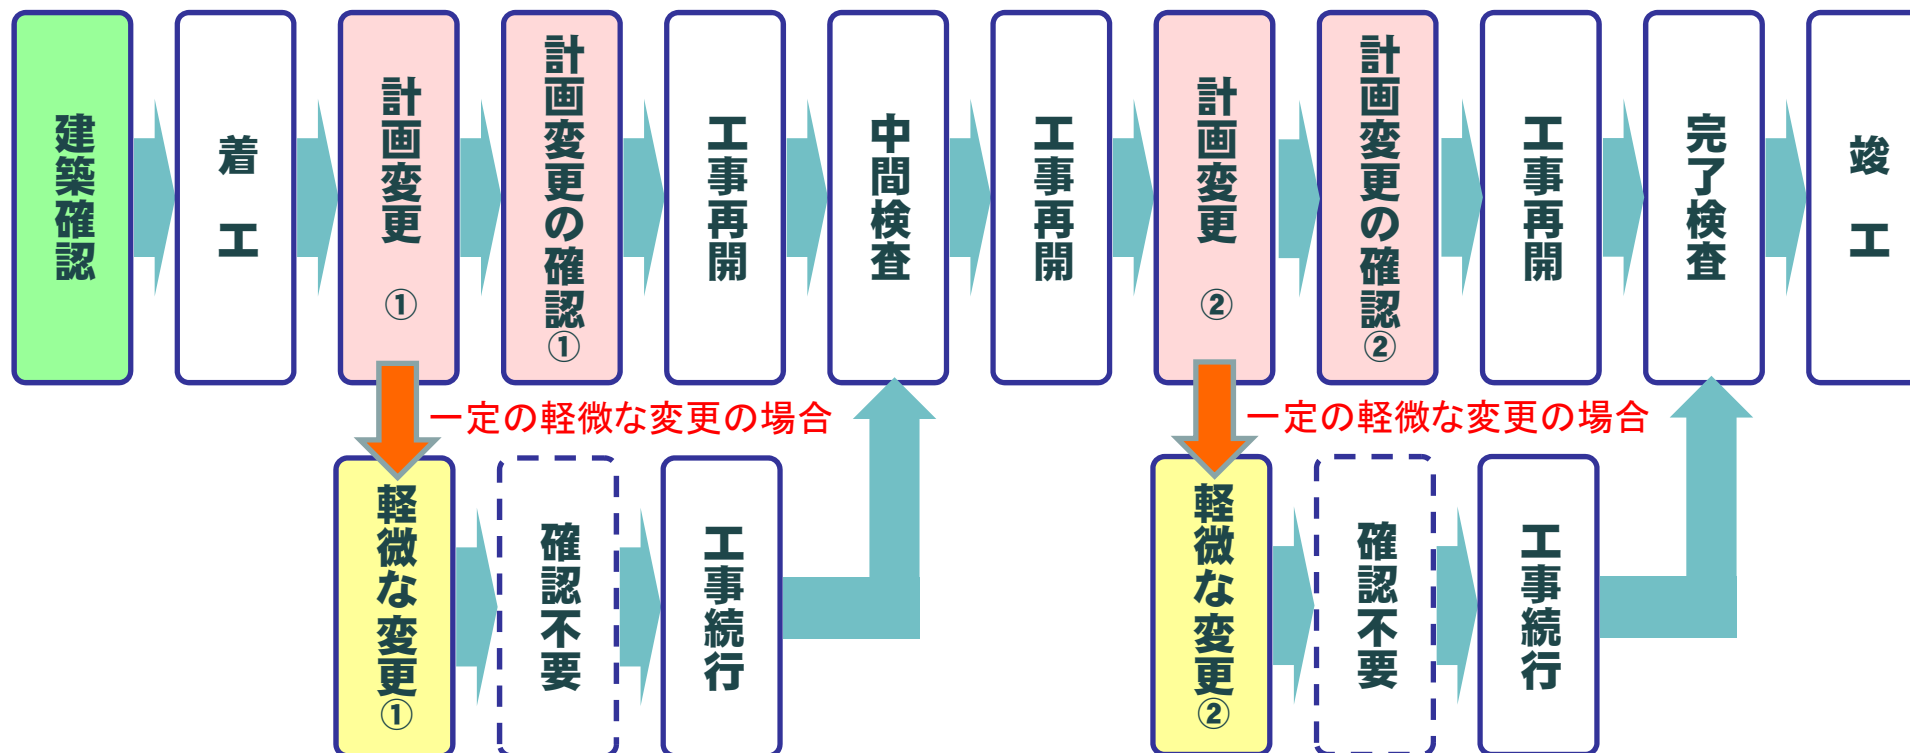 建築確認
着工
計画変更①
計画変更の確認①
工事再開
中間検査
工事再開
計画変更②
計画変更の確認②
工事再開
完了検査
竣工
一定の軽微な変更の場合
一定の軽微な変更の場合
軽微な変更①
確認不要
工事続行
軽微な変更②
確認不要
工事続行